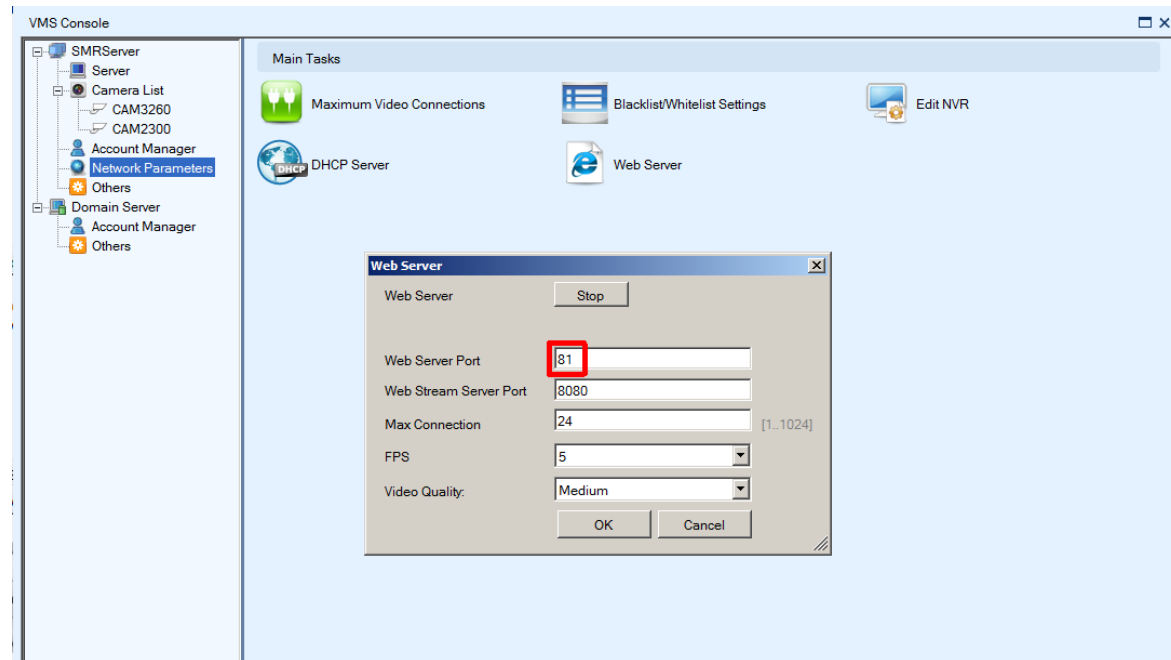 VMS Console
SMRServer
Server
Camera List
CAM3260
CAM2300
Account Manager
Network Parameters
Others
Domain Server
Account Manager
Others
Main Tasks
Maximum Video Connections
Blacklist/Whitelist Settings
Edit NVR
DHCP
DHCP Server
Web Server
Web Server
Web Server
Stop
Web Server Port
81
Web Stream Server Port
8080
Max Connection
24
[1..1024]
FPS
5
Video Quality:
Medium
OK
Cancel